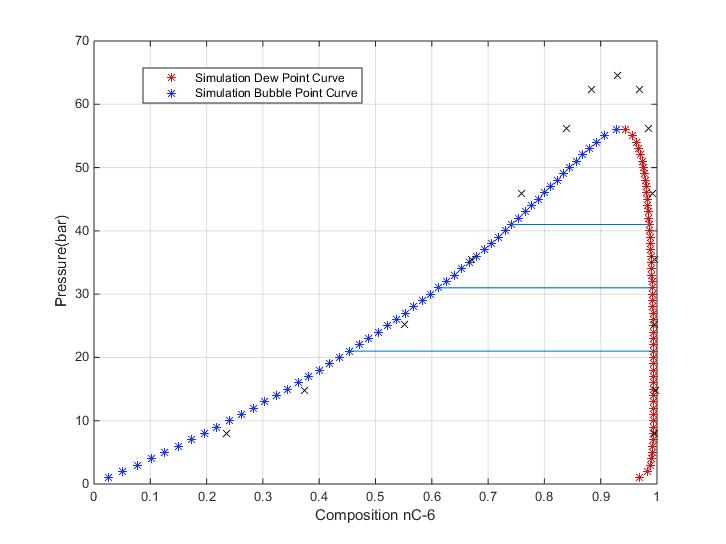 70
60
50
40
30
20
10
0
Pressure(bar)
Simulation Dew Point Curve
Simulation Bubble Point Curve
0 0.1 0.2 0.3 0.4 0.5 0.6 0.7 0.8 0.9 1
Composition nC-6